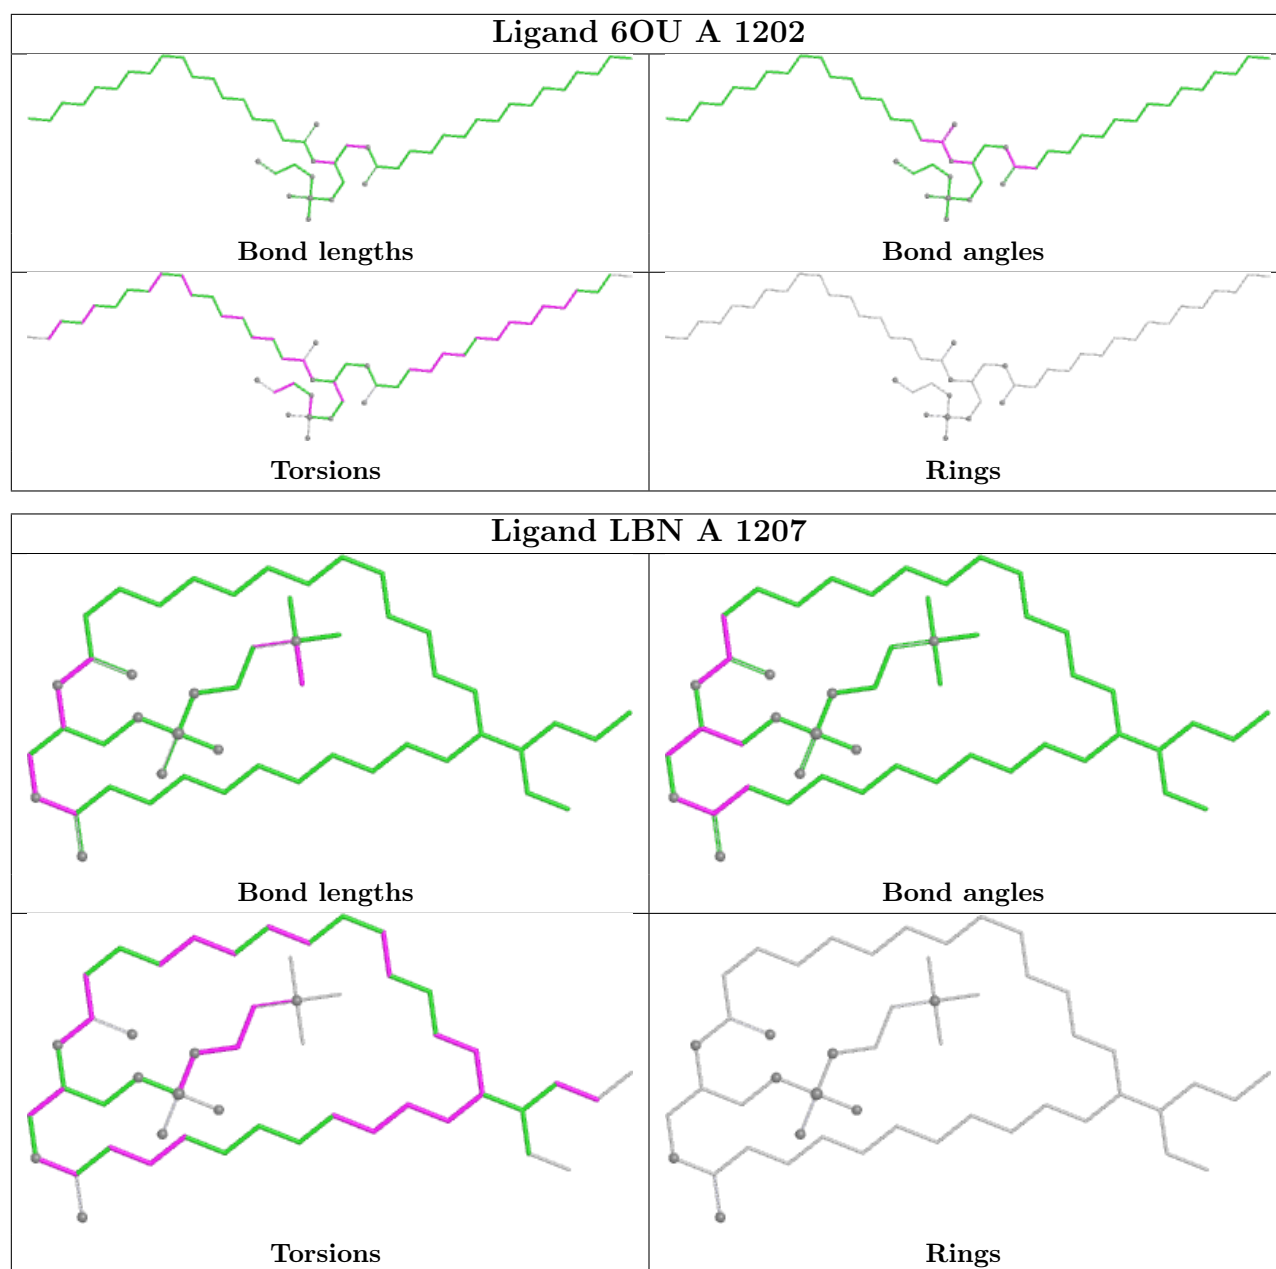 Ligand 6OU A 1202
Bond lengths
Bond angles
Torsions
Rings
Ligand LBN A 1207
Bond lengths
Bond angles
Torsions
Rings